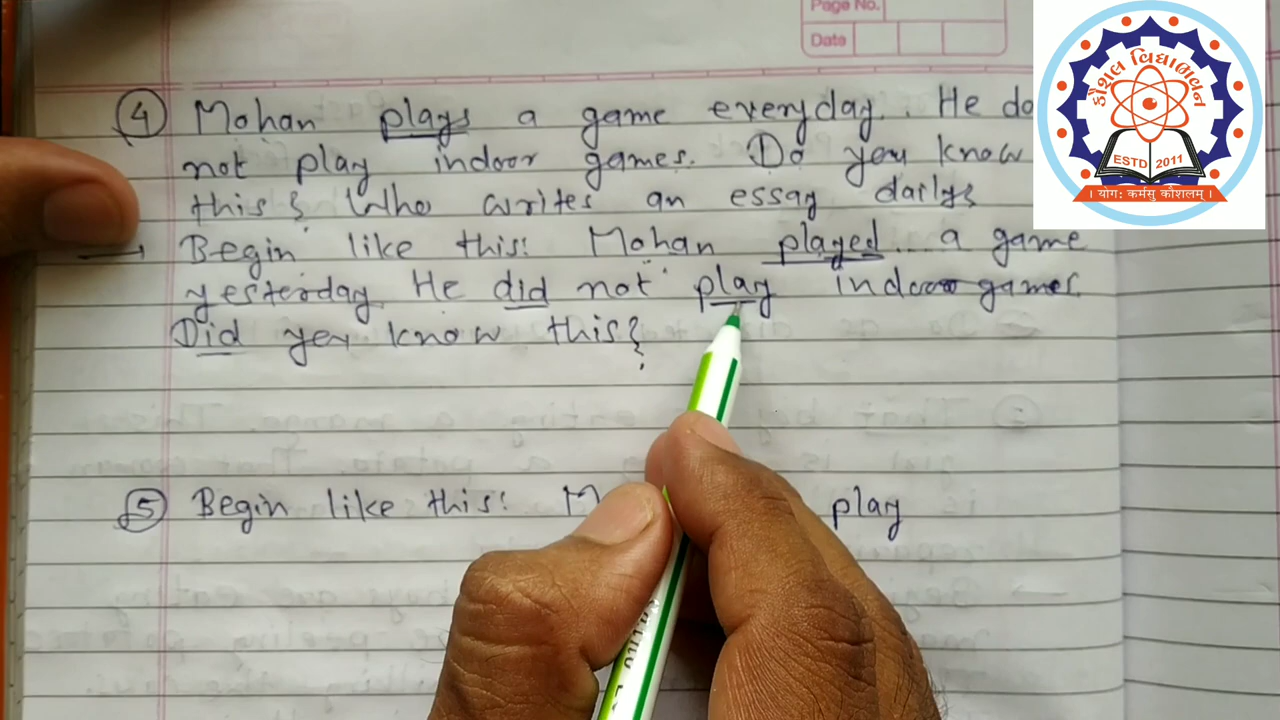 Page No.
Date
કૌશલ વિદ્યાભવન
ESTD 2011
। योगः कर्मसु कौशलम् ।
④ Mohan plays a game everyday. He do
not play indoor games. Do you know
this? Who writes an essay daily?
→ Begin like this: Mohan played a game
yesterday. He did not play indoor games.
Did you know this?
⑤ Begin like this: M play